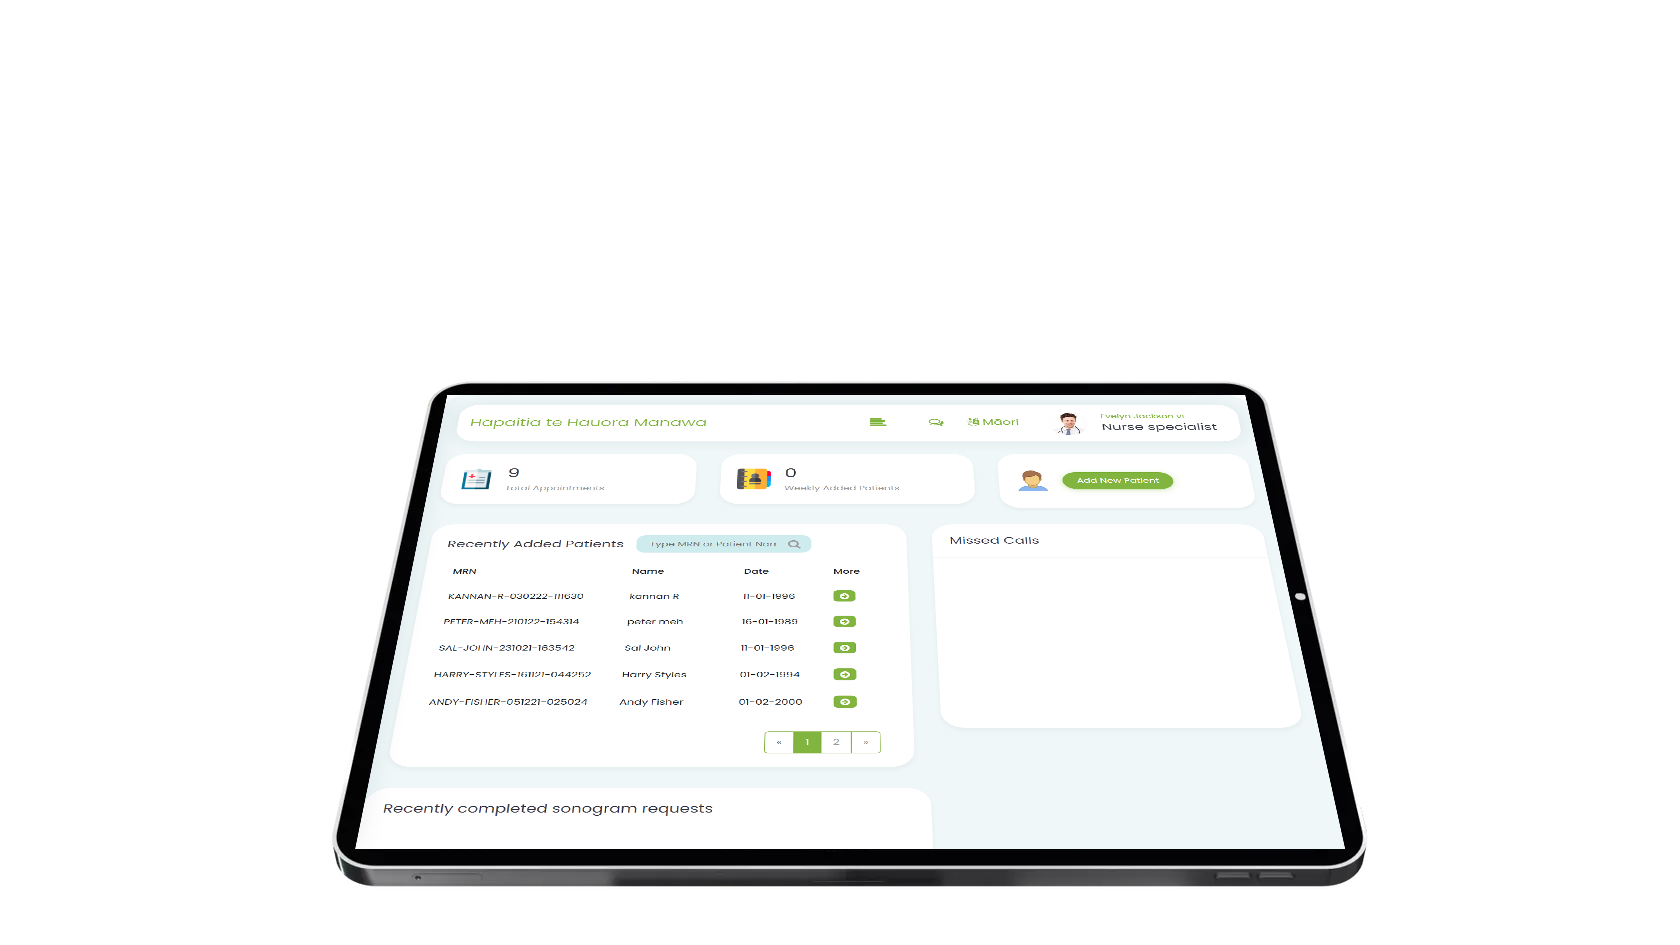 Hapaitia te Hauora Manawa
Māori
Evelyn Jackson vi
Nurse specialist
9
Total Appointments
0
Weekly Added Patients
Add New Patient
Recently Added Patients
Type MRN or Patient Nam
Missed Calls
MRN Name Date More
KANNAN-R-030222-111630 kannan R 11-01-1996
PETER-MEH-210122-154314 peter meh 16-01-1989
SAL-JOHN-231021-163542 Sal John 11-01-1996
HARRY-STYLES-161121-044252 Harry Styles 01-02-1994
ANDY-FISHER-051221-025024 Andy Fisher 01-02-2000
« 1 2 »
Recently completed sonogram requests